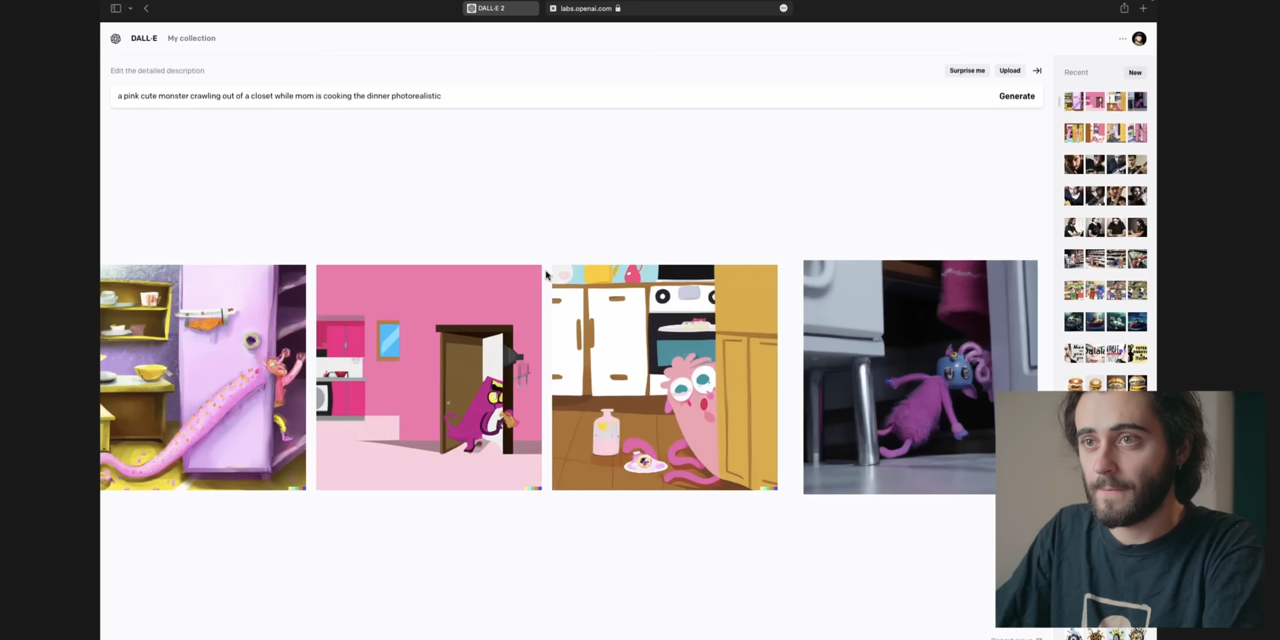 DALL·E 2
labs.openai.com
DALL·E My collection
Edit the detailed description
Surprise me Upload
a pink cute monster crawling out of a closet while mom is cooking the dinner photorealistic
Generate
Recent New